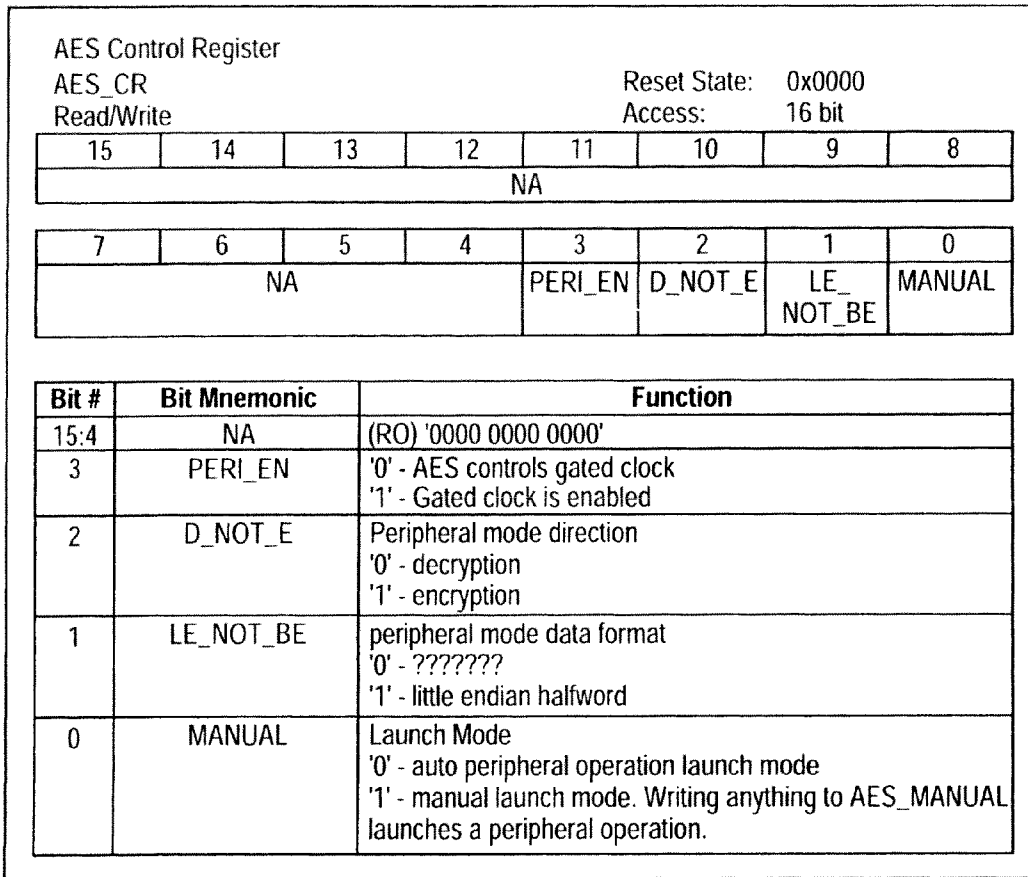 AES Control Register
AES_CR Reset State: 0x0000
Read/Write Access: 16 bit
15 14 13 12 11 10 9 8
NA
7 6 5 4 3 2 1 0
NA PERI_EN D_NOT_E LE_ MANUAL
NOT_BE
Bit # Bit Mnemonic Function
15:4 NA (RO) '0000 0000 0000'
3 PERI_EN '0' - AES controls gated clock
'1' - Gated clock is enabled
2 D_NOT_E Peripheral mode direction
'0' - decryption
'1' - encryption
1 LE_NOT_BE peripheral mode data format
'0' - ???????
'1' - little endian halfword
0 MANUAL Launch Mode
'0' - auto peripheral operation launch mode
'1' - manual launch mode. Writing anything to AES_MANUAL
launches a peripheral operation.